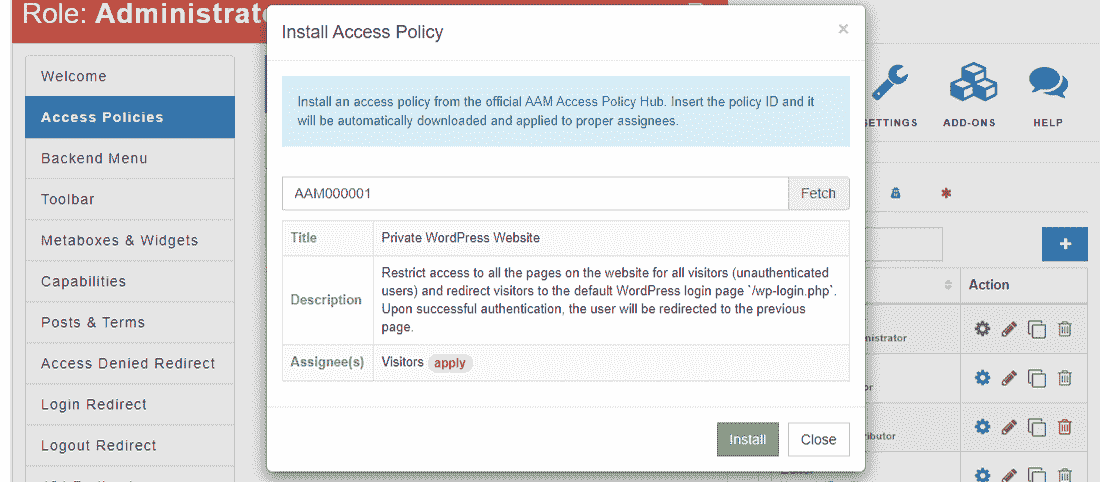 Role: Administrat
Install Access Policy
×
Install an access policy from the official AAM Access Policy Hub. Insert the policy ID and it
will be automatically downloaded and applied to proper assignees.
AAM000001
Fetch
Title
Private WordPress Website
Description
Restrict access to all the pages on the website for all visitors (unauthenticated
users) and redirect visitors to the default WordPress login page `/wp-login.php`.
Upon successful authentication, the user will be redirected to the previous
page.
Assignee(s)
Visitors apply
Install
Close
Welcome
Access Policies
Backend Menu
Toolbar
Metaboxes & Widgets
Capabilities
Posts & Terms
Access Denied Redirect
Login Redirect
Logout Redirect
ETTINGS
ADD-ONS
HELP
+
Action
nistrator
or
ributor